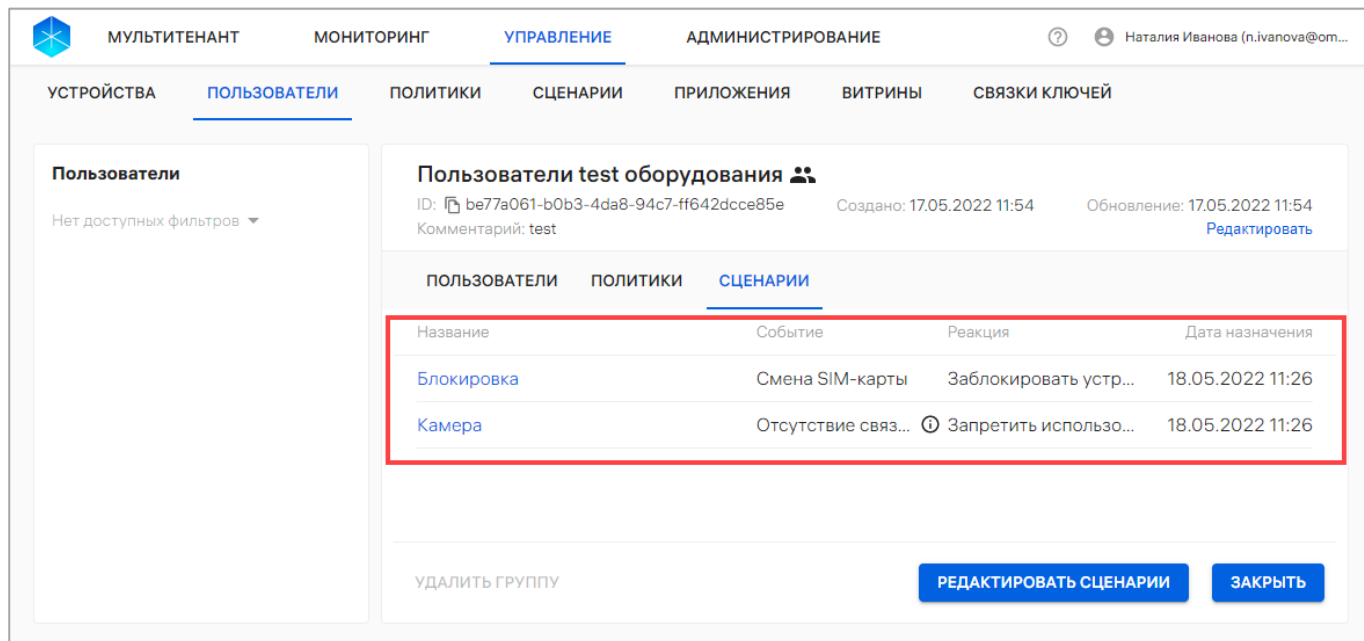 МУЛЬТИТЕНАНТ МОНИТОРИНГ УПРАВЛЕНИЕ АДМИНИСТРИРОВАНИЕ Наталия Иванова (n.ivanova@om...
УСТРОЙСТВА ПОЛЬЗОВАТЕЛИ ПОЛИТИКИ СЦЕНАРИИ ПРИЛОЖЕНИЯ ВИТРИНЫ СВЯЗКИ КЛЮЧЕЙ
Пользователи
Нет доступных фильтров
Пользователи test оборудования
ID: be77a061-b0b3-4da8-94c7-ff642dcce85e Создано: 17.05.2022 11:54 Обновление: 17.05.2022 11:54
Комментарий: test Редактировать
ПОЛЬЗОВАТЕЛИ ПОЛИТИКИ СЦЕНАРИИ
Название Событие Реакция Дата назначения
Блокировка Смена SIM-карты Заблокировать устр... 18.05.2022 11:26
Камера Отсутствие связ... Запретить использо... 18.05.2022 11:26
УДАЛИТЬ ГРУППУ РЕДАКТИРОВАТЬ СЦЕНАРИИ ЗАКРЫТЬ